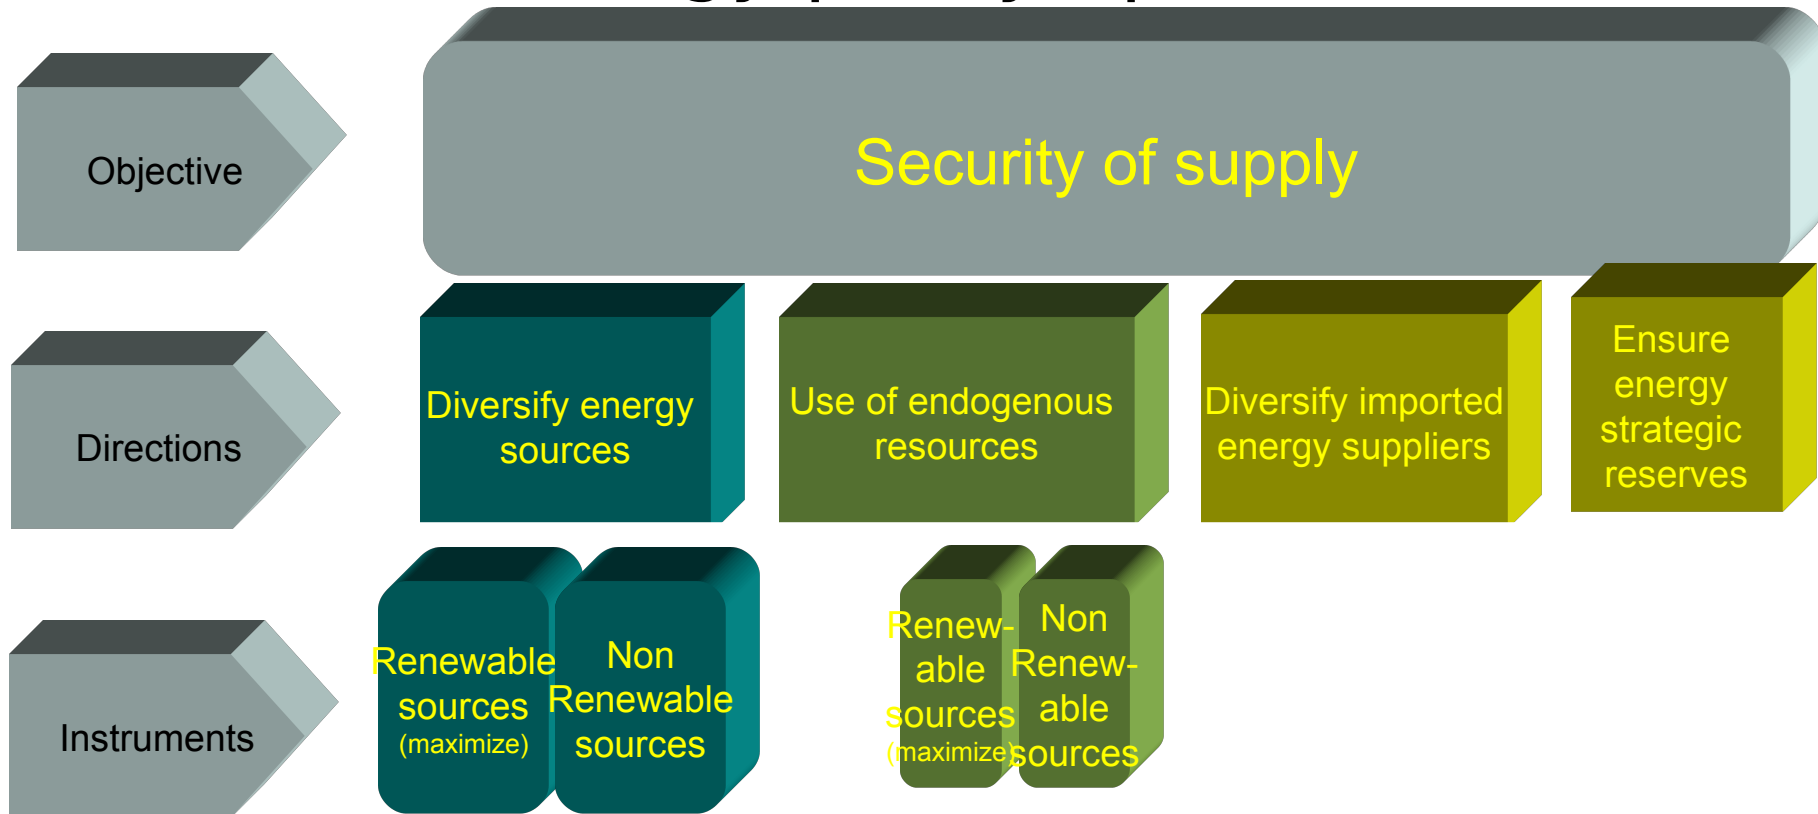 Objective
Security of supply
Directions
Diversify energy
sources
Use of endogenous
resources
Diversify imported
energy suppliers
Ensure
energy
strategic
reserves
Instruments
Renewable
sources
(maximize)
Non
Renewable
sources
Renew-
able
sources
(maximize)
Non
Renew-
able
sources